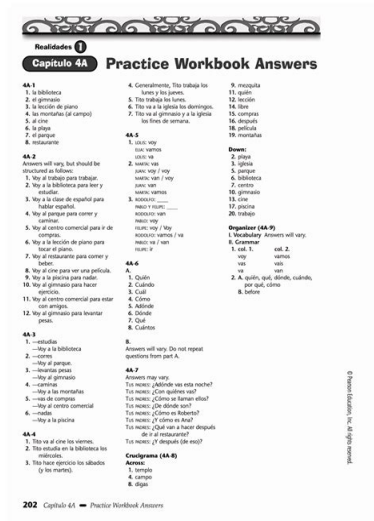 Realidades 1
Capítulo 4A
Practice Workbook Answers
4A-1
1. la biblioteca
2. el gimnasio
3. la lección de piano
4. las montañas (al campo)
5. al cine
6. la playa
7. el parque
8. restaurante
4A-2
Answers will vary, but should be
structured as follows:
1. Voy al trabajo para trabajar.
2. Voy a la biblioteca para leer y
estudiar.
3. Voy a la clase de español para
hablar español.
4. Voy al parque para correr y
caminar.
5. Voy al centro comercial para ir de
compras.
6. Voy a la lección de piano para
tocar el piano.
7. Voy al restaurante para comer y
beber.
8. Voy al cine para ver una película.
9. Voy a la piscina para nadar.
10. Voy al gimnasio para hacer
ejercicio.
11. Voy al centro comercial para estar
con amigos.
12. Voy al gimnasio para levantar
pesas.
4A-3
1. —estudias
—Voy a la biblioteca
2. —corres
—Voy al parque.
3. —levantas pesas
—Voy al gimnasio
4. —caminas
—Voy a las montañas
5. —vas de compras
—Voy al centro comercial
6. —nadas
—Voy a la piscina
4A-4
1. Tito va al cine los viernes.
2. Tito estudia en la biblioteca los
miércoles.
3. Tito hace ejercicio los sábados
(y los martes).
4. Generalmente, Tito trabaja los
lunes y los jueves.
5. Tito trabaja los lunes.
6. Tito va a la iglesia los domingos.
7. Tito va al gimnasio y a la iglesia
los fines de semana.
4A-5
1. LOLIS: voy
ELIA: vamos
LOLIS: va
2. MARTA: vas
JUAN: voy / voy
MARTA: van / voy
JUAN: van
MARTA: vamos
3. RODOLFO: ____
PABLO Y FELIPE: ____
RODOLFO: van
PABLO: voy
FELIPE: voy / Voy
RODOLFO: vamos / va
PABLO: va / van
FELIPE: ir
4A-6
A.
1. Quién
2. Cuándo
3. Cuál
4. Cómo
5. Adónde
6. Dónde
7. Qué
8. Cuántos
B.
Answers will vary. Do not repeat
questions from part A.
4A-7
Answers may vary.
TUS PADRES: ¿Adónde vas esta noche?
TUS PADRES: ¿Con quiénes vas?
TUS PADRES: ¿Cómo se llaman ellos?
TUS PADRES: ¿De dónde son?
TUS PADRES: ¿Cómo es Roberto?
TUS PADRES: ¿Y cómo es Ana?
TUS PADRES: ¿Qué van a hacer después
de ir al restaurante?
TUS PADRES: ¿Y después (de eso)?
Crucigrama (4A-8)
Across:
1. templo
4. campo
8. digas
9. mezquita
11. quién
12. lección
14. libre
15. compras
16. después
18. película
19. montañas
Down:
2. playa
3. iglesia
5. parque
6. biblioteca
7. centro
10. gimnasio
13. cine
17. piscina
20. trabajo
Organizer (4A-9)
I. Vocabulary Answers will vary.
II. Grammar
1. col. 1. col. 2.
voy vamos
vas vais
va van
2. A. quién, qué, dónde, cuándo,
por qué, cómo
B. before
© Pearson Education, Inc. All rights reserved.
202 Capítulo 4A — Practice Workbook Answers